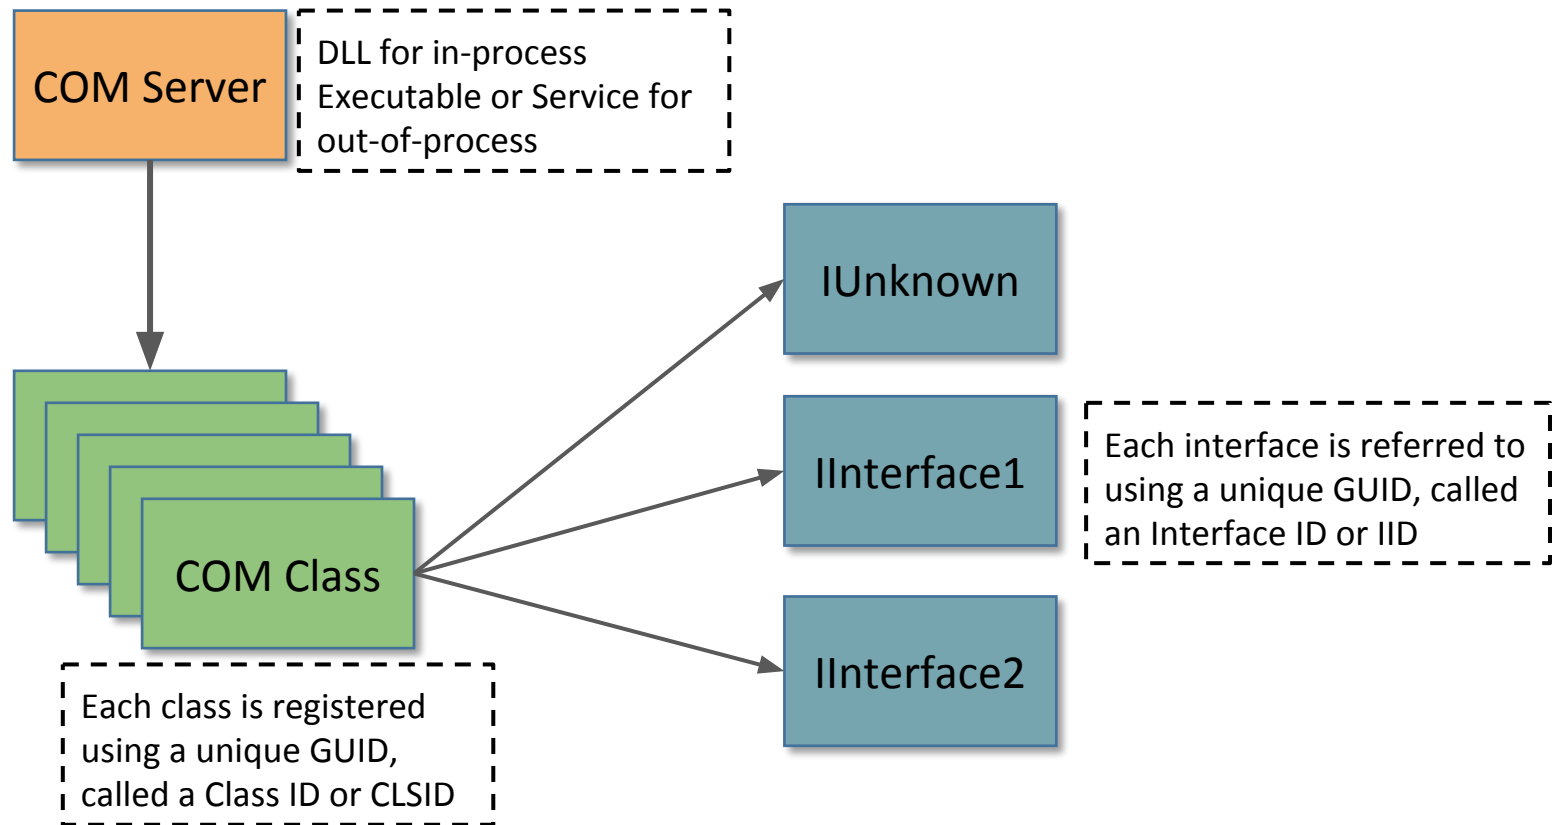 COM Server
DLL for in-process
Executable or Service for
out-of-process
IUnknown
IInterface1
Each interface is referred to
using a unique GUID, called
an Interface ID or IID
COM Class
IInterface2
Each class is registered
using a unique GUID,
called a Class ID or CLSID